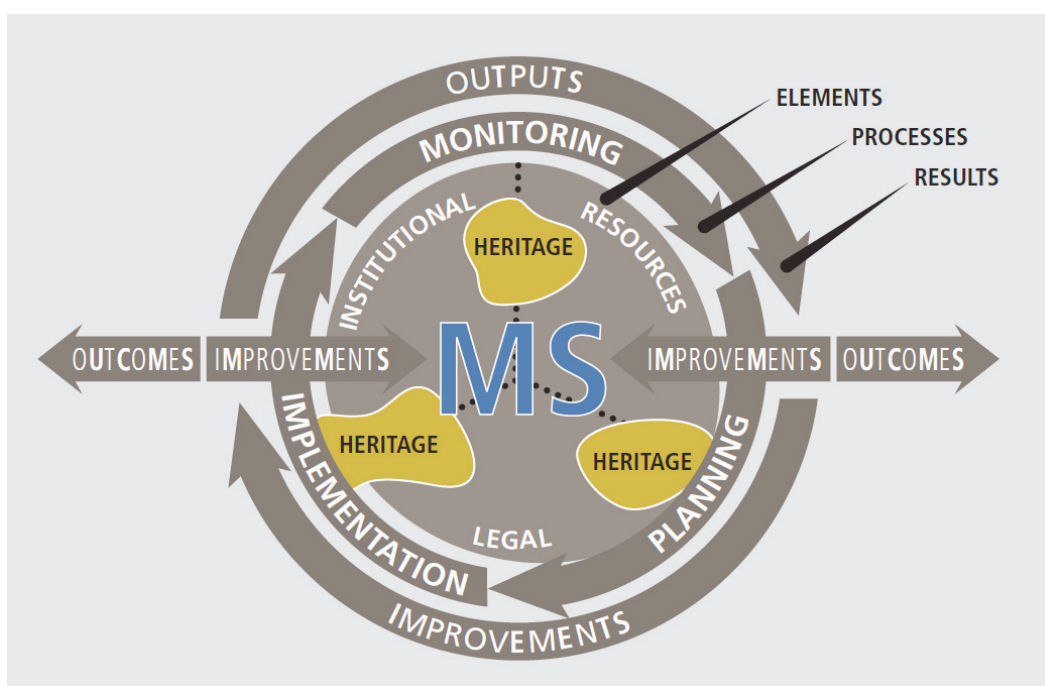 OUTPUTS
ELEMENTS
MONITORING
PROCESSES
RESULTS
INSTITUTIONAL
RESOURCES
HERITAGE
MS
OUTCOMES
IMPROVEMENTS
IMPROVEMENTS
OUTCOMES
HERITAGE
HERITAGE
IMPLEMENTATION
PLANNING
LEGAL
IMPROVEMENTS